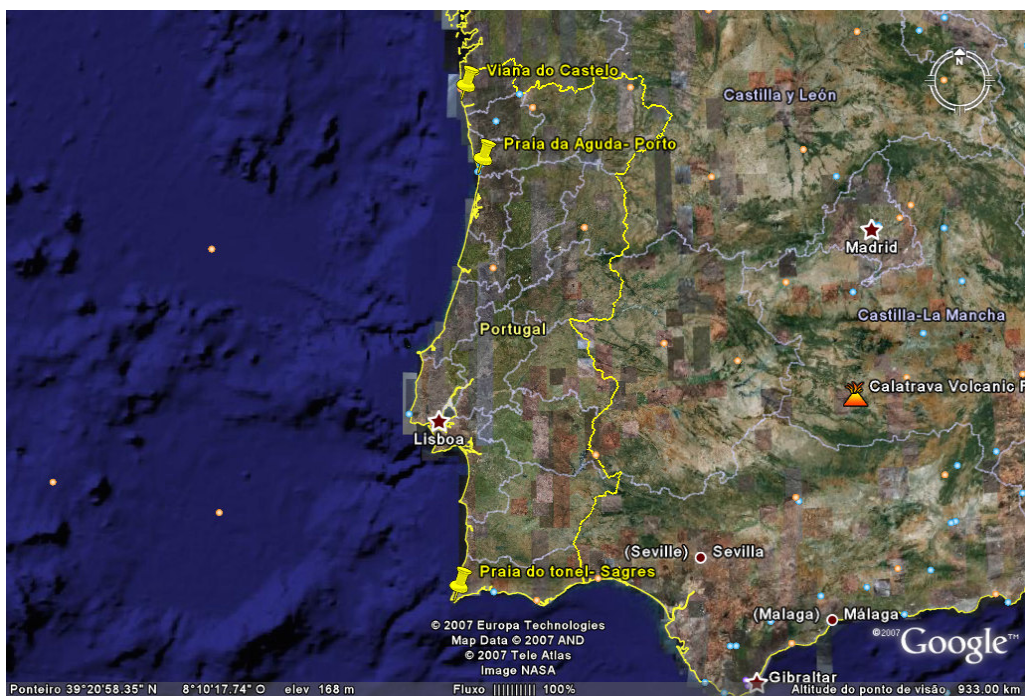 Viana do Castelo
Castilla y León
N
Praia da Aguda- Porto
Madrid
Castilla-La Mancha
Portugal
Calatrava Volcanic F
Lisboa
(Seville) Sevilla
Praia do tonel- Sagres
(Malaga) Málaga
© 2007 Europa Technologies
Map Data © 2007 AND
© 2007 Tele Atlas
Image NASA
©2007 Google™
Gibraltar
Ponteiro 39°20'58.35" N 8°10'17.74" O elev 168 m Fluxo |||||||||| 100% Altitude do ponto de visão 933.00 km